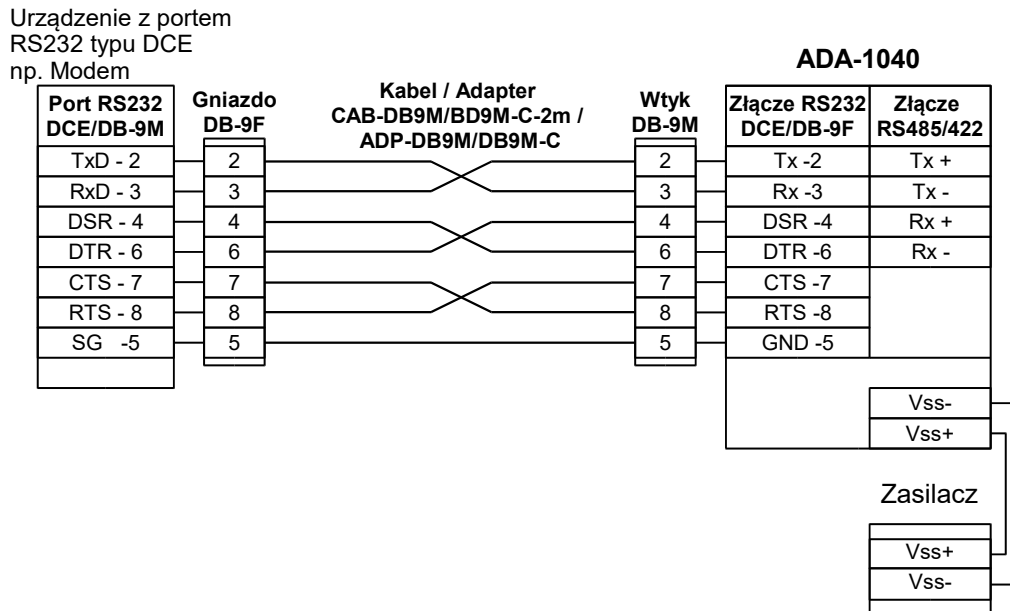 Urządzenie z portem
RS232 typu DCE
np. Modem
ADA-1040
Port RS232
DCE/DB-9M
Gniazdo
DB-9F
Kabel / Adapter
CAB-DB9M/BD9M-C-2m /
ADP-DB9M/DB9M-C
Wtyk
DB-9M
Złącze RS232
DCE/DB-9F
Złącze
RS485/422
TxD - 2 2 2 Tx -2 Tx +
RxD - 3 3 3 Rx -3 Tx -
DSR - 4 4 4 DSR -4 Rx +
DTR - 6 6 6 DTR -6 Rx -
CTS - 7 7 7 CTS -7
RTS - 8 8 8 RTS -8
SG -5 5 5 GND -5
Vss-
Vss+
Zasilacz
Vss+
Vss-